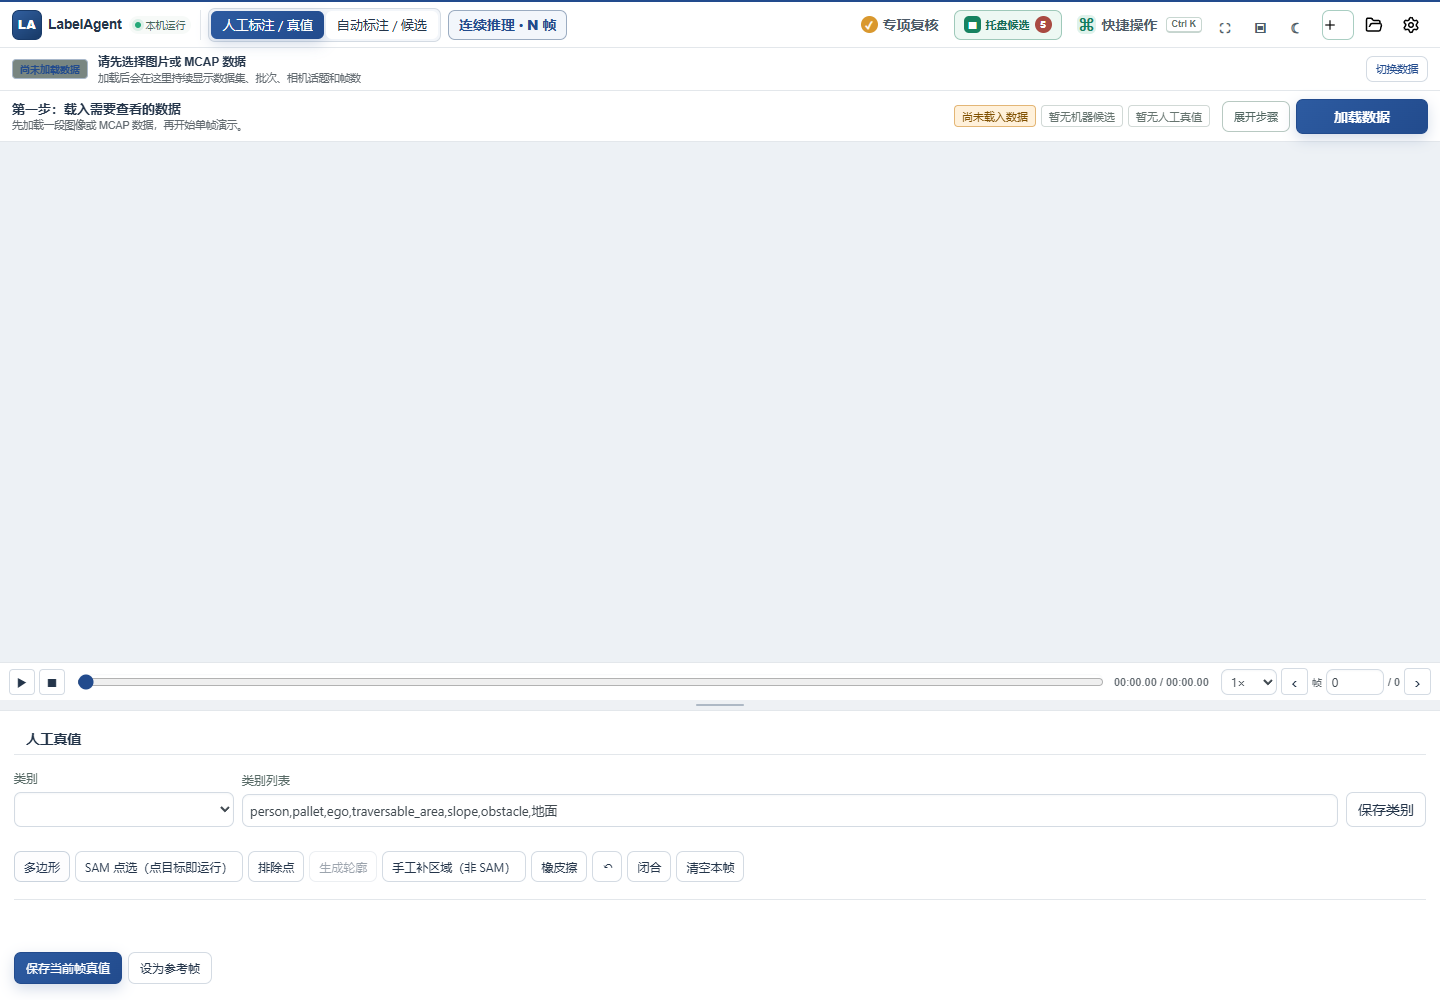 LA LabelAgent 本机运行 人工标注 / 真值 自动标注 / 候选 连续推理 · N 帧 专项复核 托盘候选 5 快捷操作 Ctrl K
尚未加载数据 请先选择图片或 MCAP 数据 切换数据
加载后会在这里持续显示数据集、批次、相机话题和帧数
第一步：载入需要查看的数据
先加载一段图像或 MCAP 数据，再开始单帧演示。
尚未载入数据 暂无机器候选 暂无人工真值 展开步骤 加载数据
00:00.00 / 00:00.00 1× 帧 0 / 0
人工真值
类别 类别列表
person,pallet,ego,traversable_area,slope,obstacle,地面 保存类别
多边形 SAM 点选（点目标即运行） 排除点 生成轮廓 手工补区域（非 SAM） 橡皮擦 闭合 清空本帧
保存当前帧真值 设为参考帧